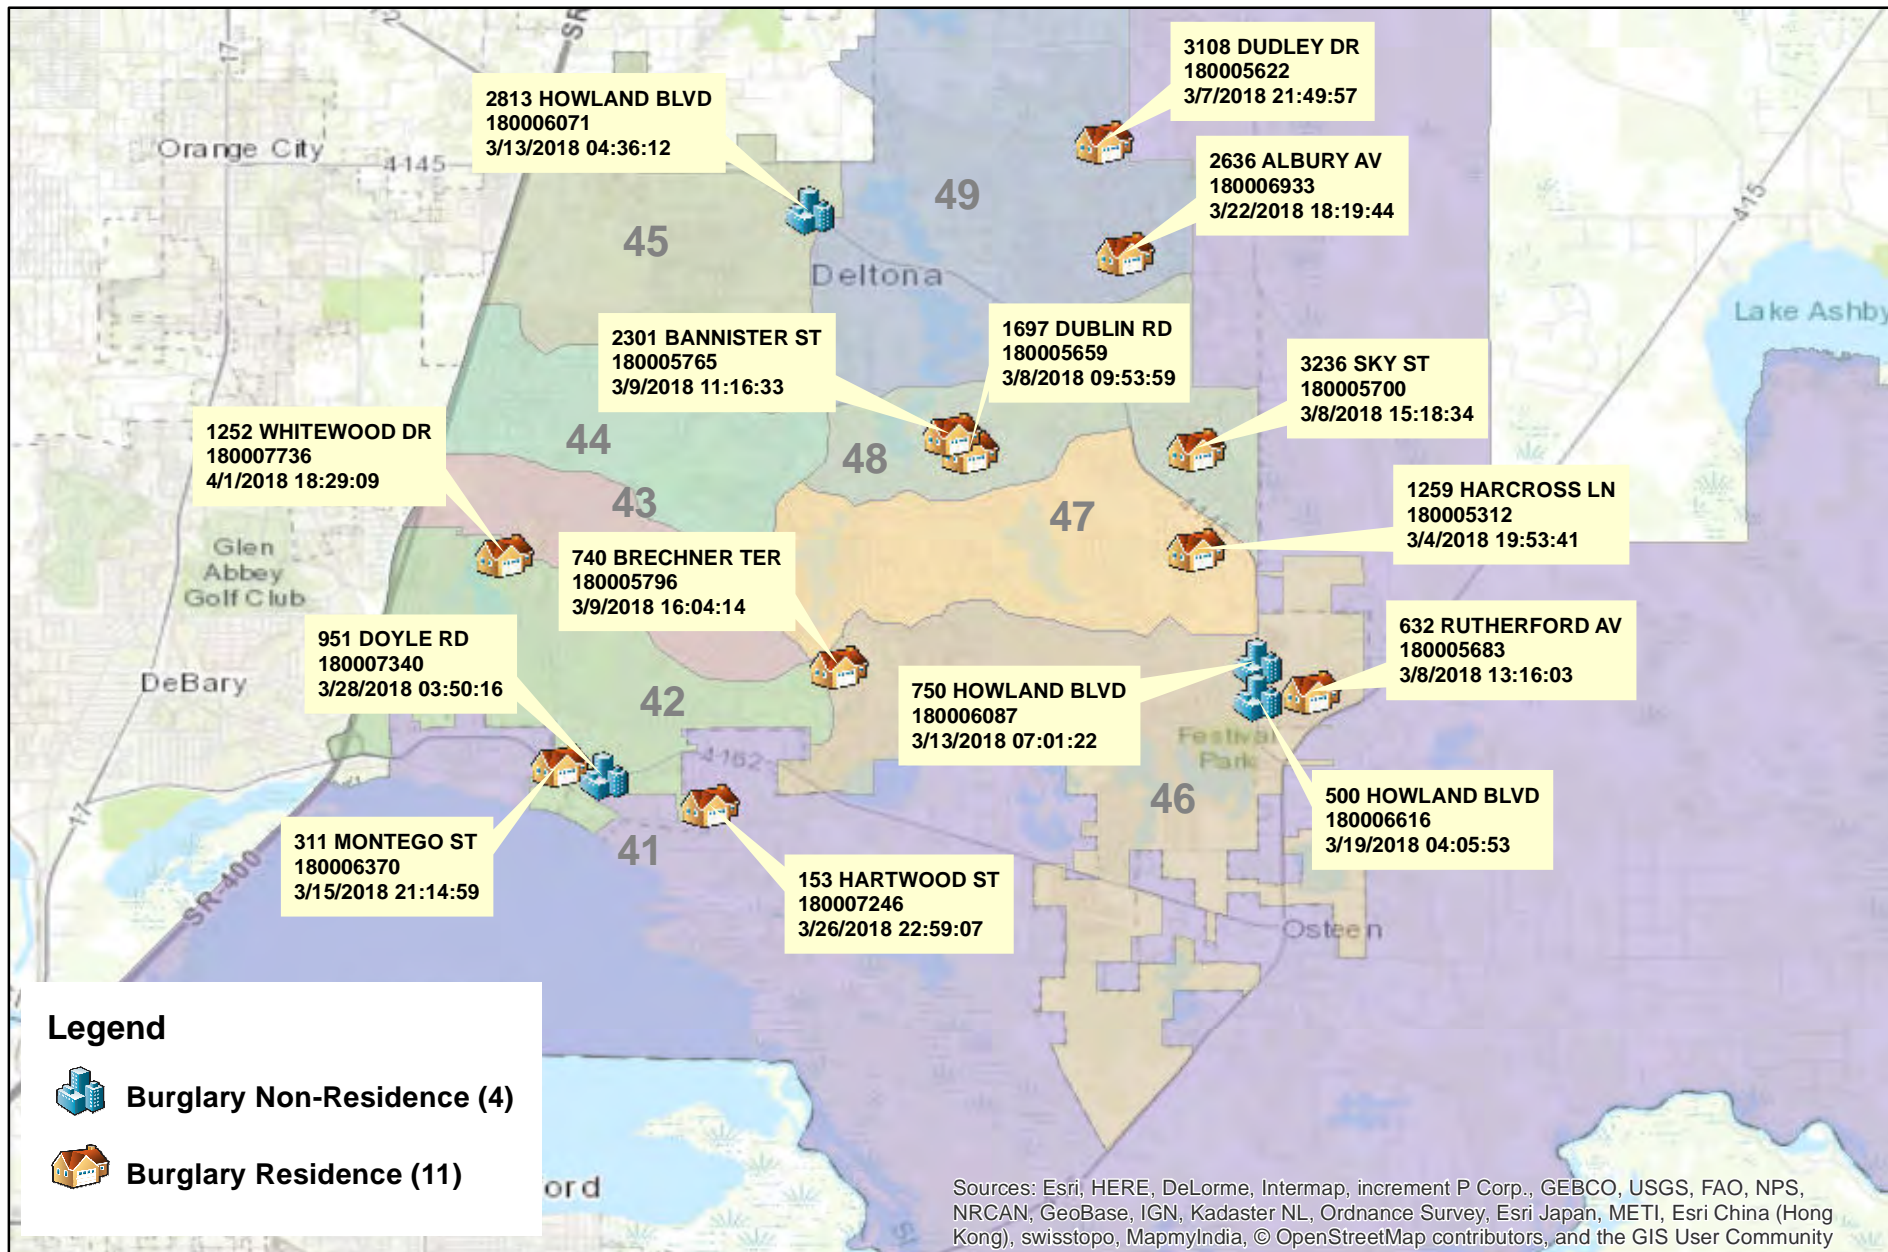 3108 DUDLEY DR
180005622
3/7/2018 21:49:57
2813 HOWLAND BLVD
180006071
3/13/2018 04:36:12
2636 ALBURY AV
180006933
3/22/2018 18:19:44
17
Orange City
4145
49
45
415
Deltona
Lake Ashby
2301 BANNISTER ST
180005765
3/9/2018 11:16:33
1697 DUBLIN RD
180005659
3/8/2018 09:53:59
3236 SKY ST
180005700
3/8/2018 15:18:34
1252 WHITEWOOD DR
180007736
4/1/2018 18:29:09
44
48
43
47
1259 HARCROSS LN
180005312
3/4/2018 19:53:41
Glen
Abbey
Golf Club
740 BRECHNER TER
180005796
3/9/2018 16:04:14
951 DOYLE RD
180007340
3/28/2018 03:50:16
632 RUTHERFORD AV
180005683
3/8/2018 13:16:03
DeBary
42
750 HOWLAND BLVD
180006087
3/13/2018 07:01:22
Festival
Park
4162
46
17
500 HOWLAND BLVD
180006616
3/19/2018 04:05:53
311 MONTEGO ST
180006370
3/15/2018 21:14:59
41
SR-400
153 HARTWOOD ST
180007246
3/26/2018 22:59:07
Osteen
Legend
Burglary Non-Residence (4)
Burglary Residence (11)
ord
Sources: Esri, HERE, DeLorme, Intermap, increment P Corp., GEBCO, USGS, FAO, NPS,
NRCAN, GeoBase, IGN, Kadaster NL, Ordnance Survey, Esri Japan, METI, Esri China (Hong
Kong), swisstopo, MapmyIndia, © OpenStreetMap contributors, and the GIS User Community